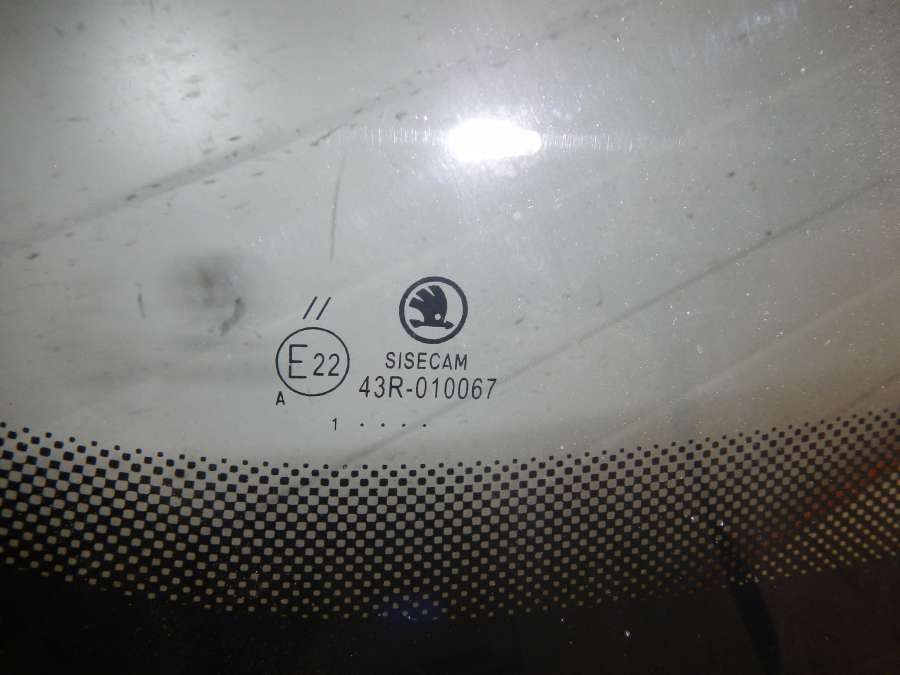 //
E22
A
SISECAM
43R-010067
1 . . . .